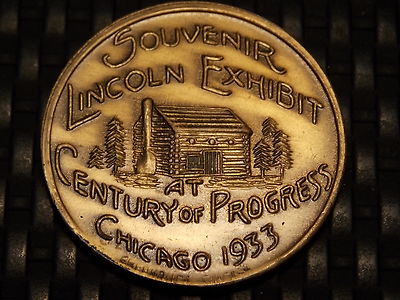 SOUVENIR
LINCOLN EXHIBIT
AT
CENTURY OF PROGRESS
CHICAGO 1933